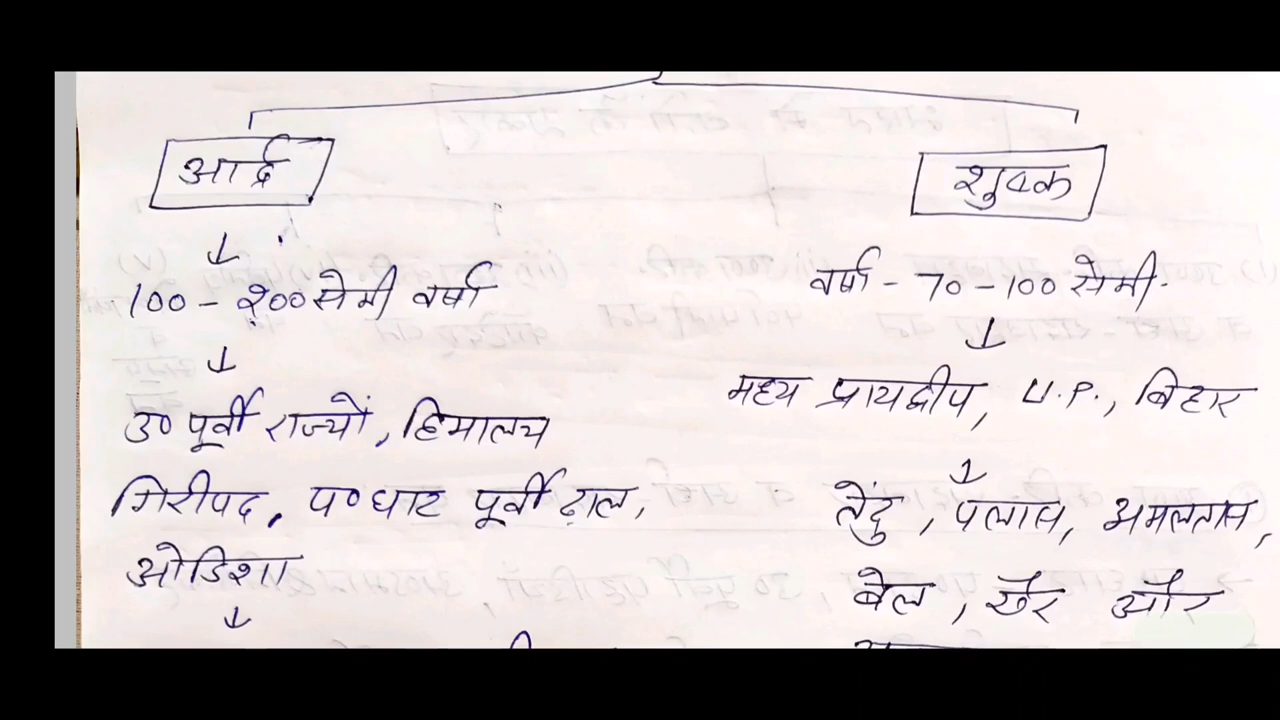 आर्द्र
↓
100 - 200 सेमी वर्षा
↓
उ० पूर्वी राज्यों, हिमालय
गिरीपद, प० घाट पूर्वी ढ़ाल,
ओडिशा
↓
शुष्क
वर्षा - 70 - 100 सेमी.
↓
मध्य प्रायद्वीप, U.P., बिहार
↓
तेंदु, पलास, अमलतास,
बेल, खैर और